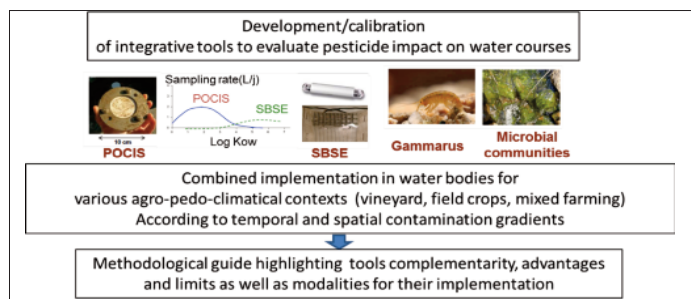 Development/calibration
of integrative tools to evaluate pesticide impact on water courses
Sampling rate(L/j)
POCIS
SBSE
Log Kow
10 cm
POCIS
SBSE
Gammarus
Microbial
communities
Combined implementation in water bodies for
various agro-pedo-climatical contexts (vineyard, field crops, mixed farming)
According to temporal and spatial contamination gradients
Methodological guide highlighting tools complementarity, advantages
and limits as well as modalities for their implementation